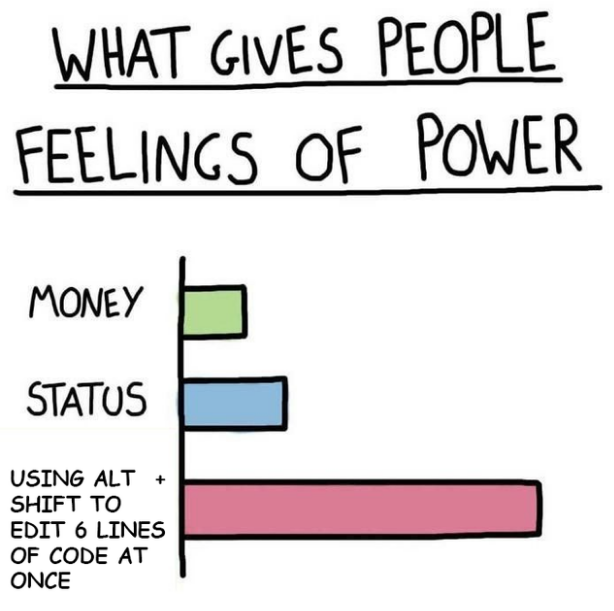 WHAT GIVES PEOPLE
FEELINGS OF POWER
MONEY
STATUS
USING ALT +
SHIFT TO
EDIT 6 LINES
OF CODE AT
ONCE